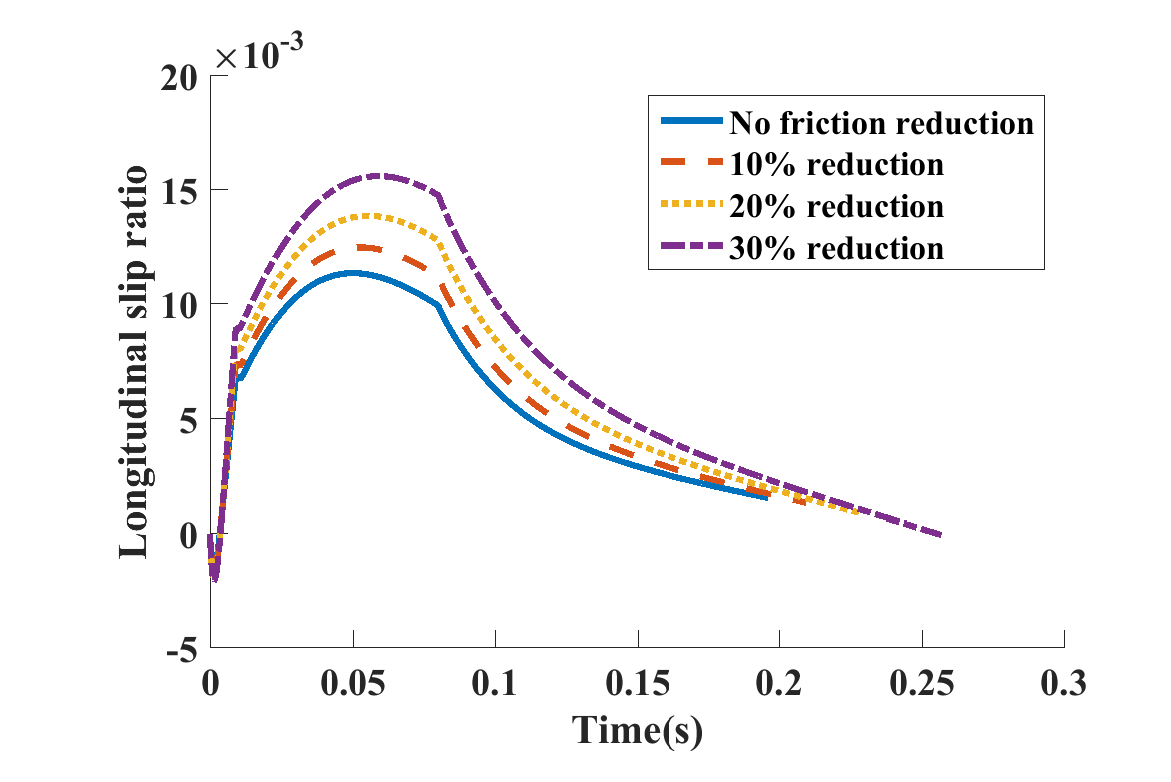 ×10-3
20
15
10
5
0
-5
Longitudinal slip ratio
No friction reduction
10% reduction
20% reduction
30% reduction
0 0.05 0.1 0.15 0.2 0.25 0.3
Time(s)